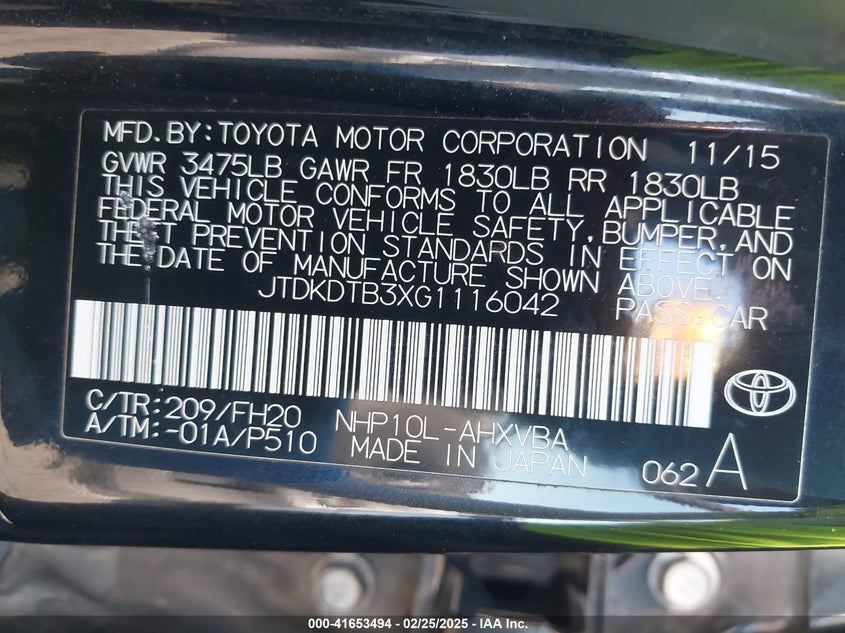 MFD.BY:TOYOTA MOTOR CORPORATION 11/15
GVWR 3475LB GAWR FR 1830LB RR 1830LB
THIS VEHICLE CONFORMS TO ALL APPLICABLE
FEDERAL MOTOR VEHICLE SAFETY,BUMPER,AND
THEFT PREVENTION STANDARDS IN EFFECT ON
THE DATE OF MANUFACTURE SHOWN ABOVE.
JTDKDTB3XG1116042 PASS.CAR
C/TR:209/FH20 NHP10L-AHXVBA
A/TM:-01A/P510 MADE IN JAPAN
062 A
000-41653494 - 02/25/2025 - IAA Inc.